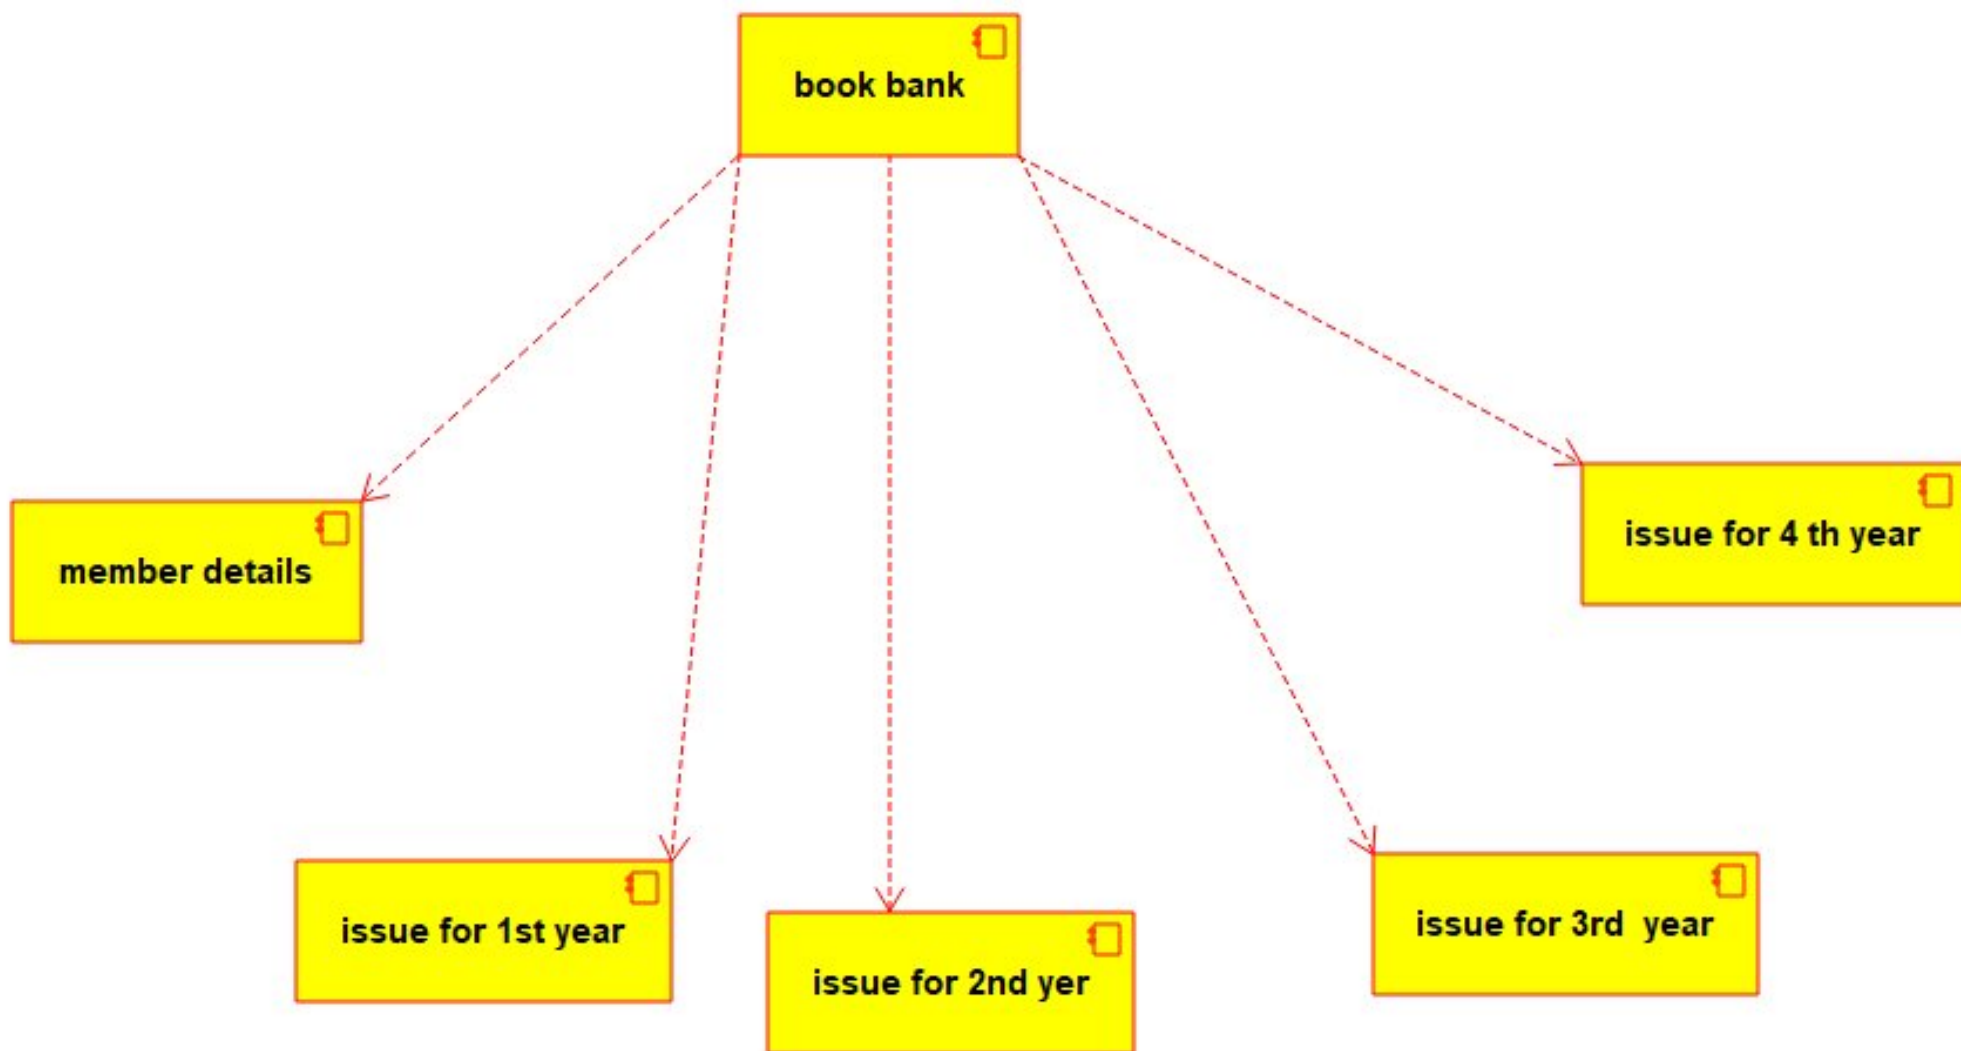 book bank
member details
issue for 4 th year
issue for 1st year
issue for 2nd yer
issue for 3rd  year